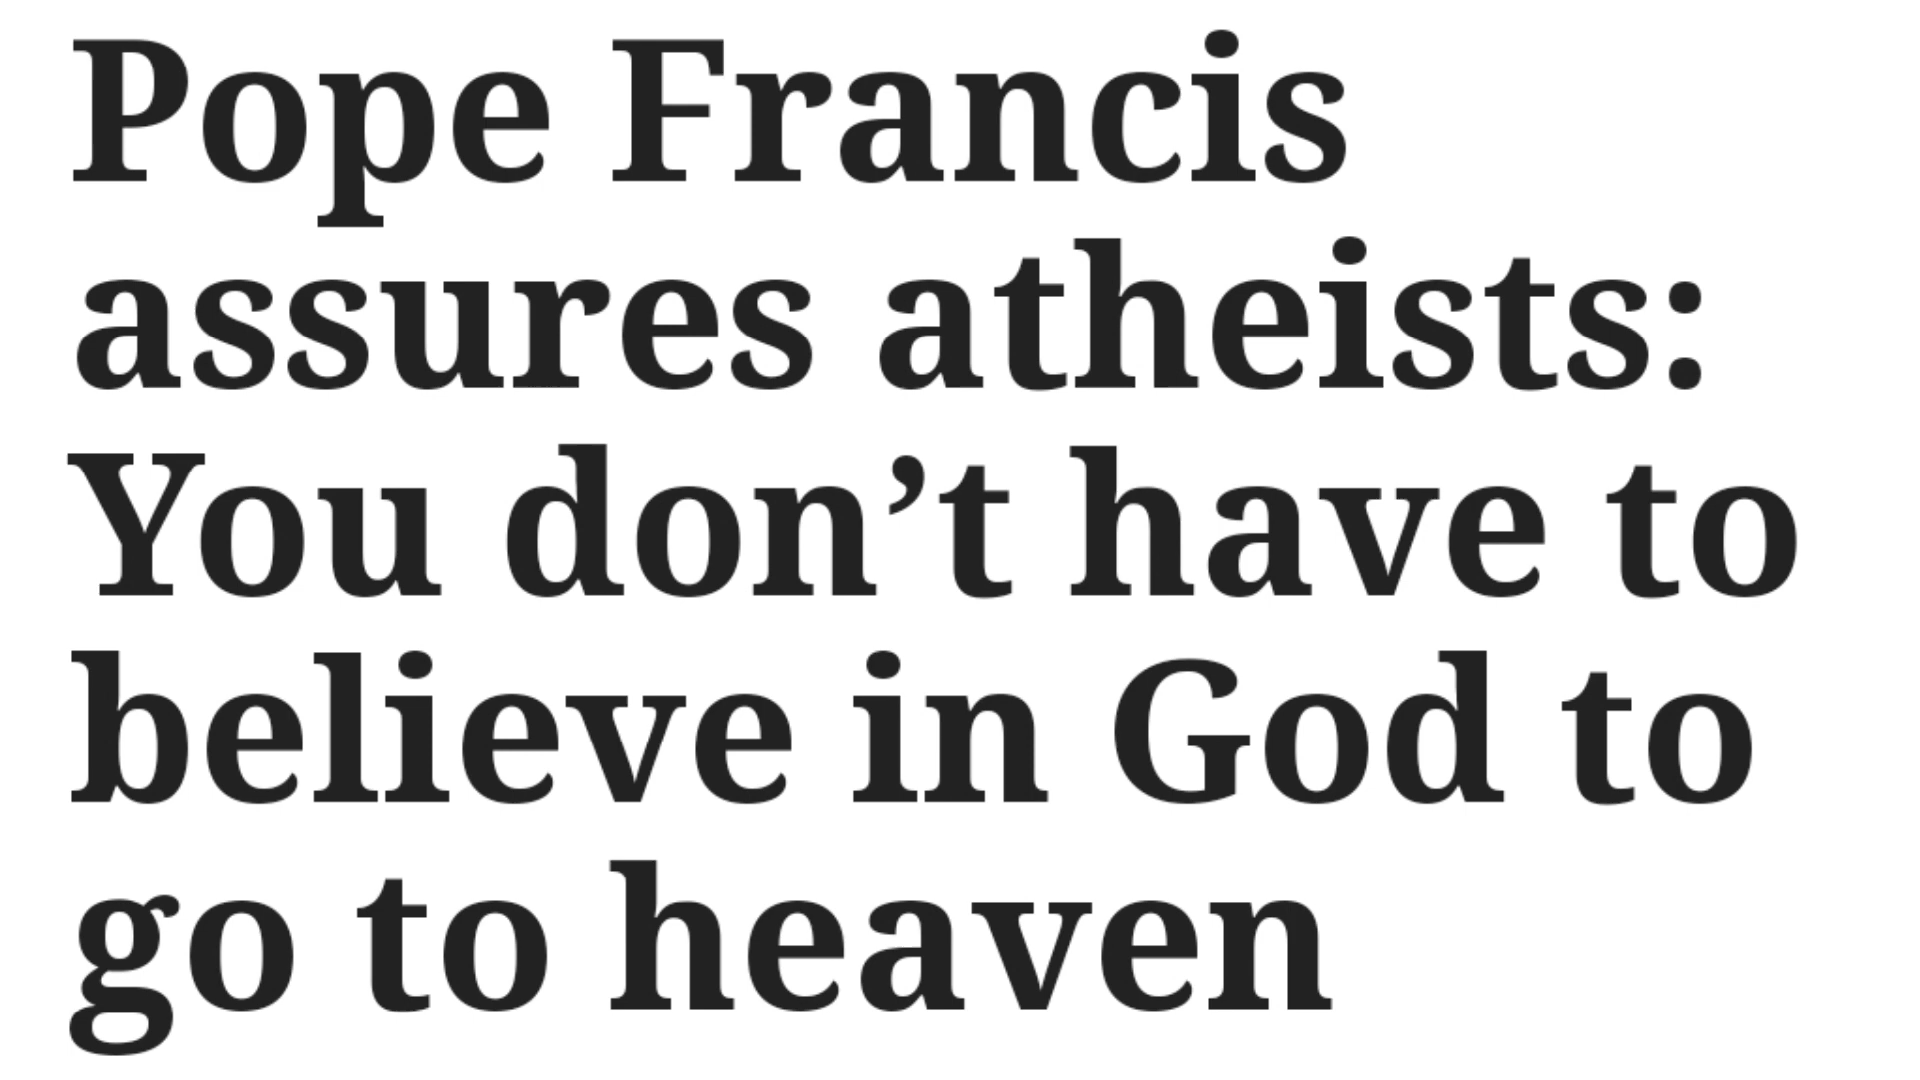 Pope Francis
assures atheists:
You don’t have to
believe in God to
go to heaven